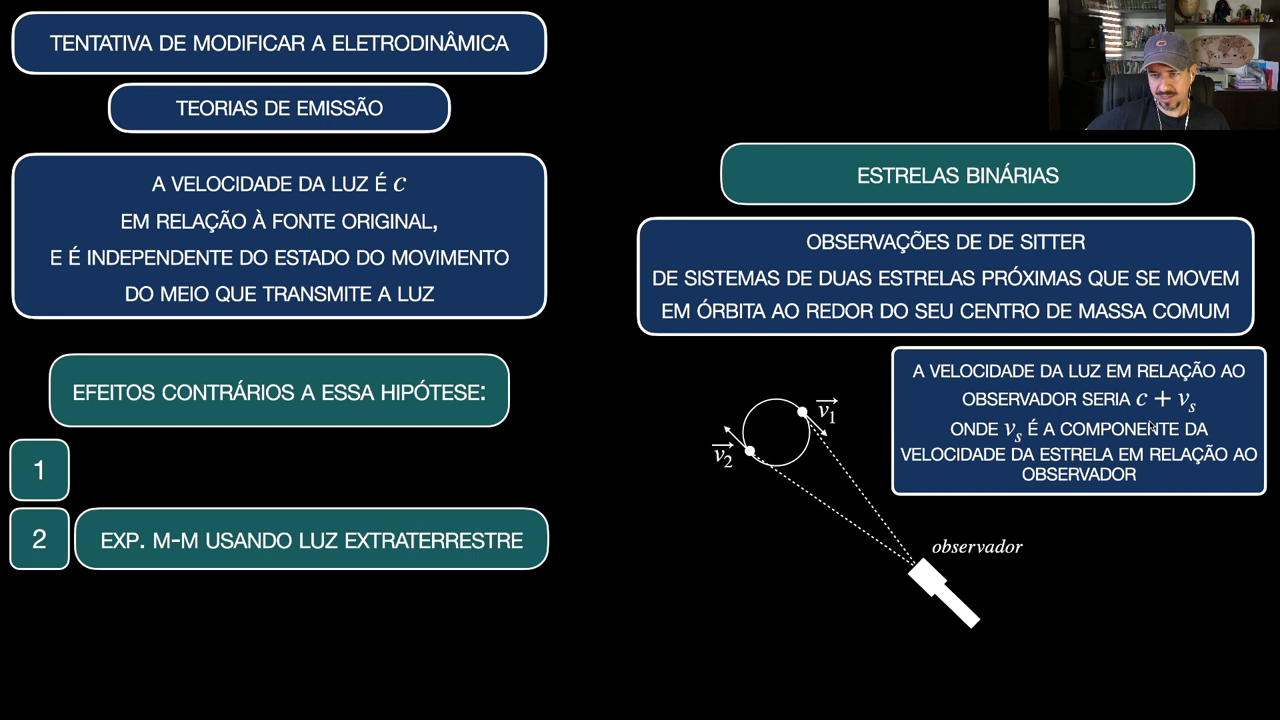 TENTATIVA DE MODIFICAR A ELETRODINÂMICA
TEORIAS DE EMISSÃO
A VELOCIDADE DA LUZ É c
EM RELAÇÃO À FONTE ORIGINAL,
E É INDEPENDENTE DO ESTADO DO MOVIMENTO
DO MEIO QUE TRANSMITE A LUZ
EFEITOS CONTRÁRIOS A ESSA HIPÓTESE:
1
2
EXP. M-M USANDO LUZ EXTRATERRESTRE
ESTRELAS BINÁRIAS
OBSERVAÇÕES DE DE SITTER
DE SISTEMAS DE DUAS ESTRELAS PRÓXIMAS QUE SE MOVEM
EM ÓRBITA AO REDOR DO SEU CENTRO DE MASSA COMUM
A VELOCIDADE DA LUZ EM RELAÇÃO AO
OBSERVADOR SERIA c + vₛ
ONDE vₛ É A COMPONENTE DA
VELOCIDADE DA ESTRELA EM RELAÇÃO AO
OBSERVADOR
v₁
v₂
observador